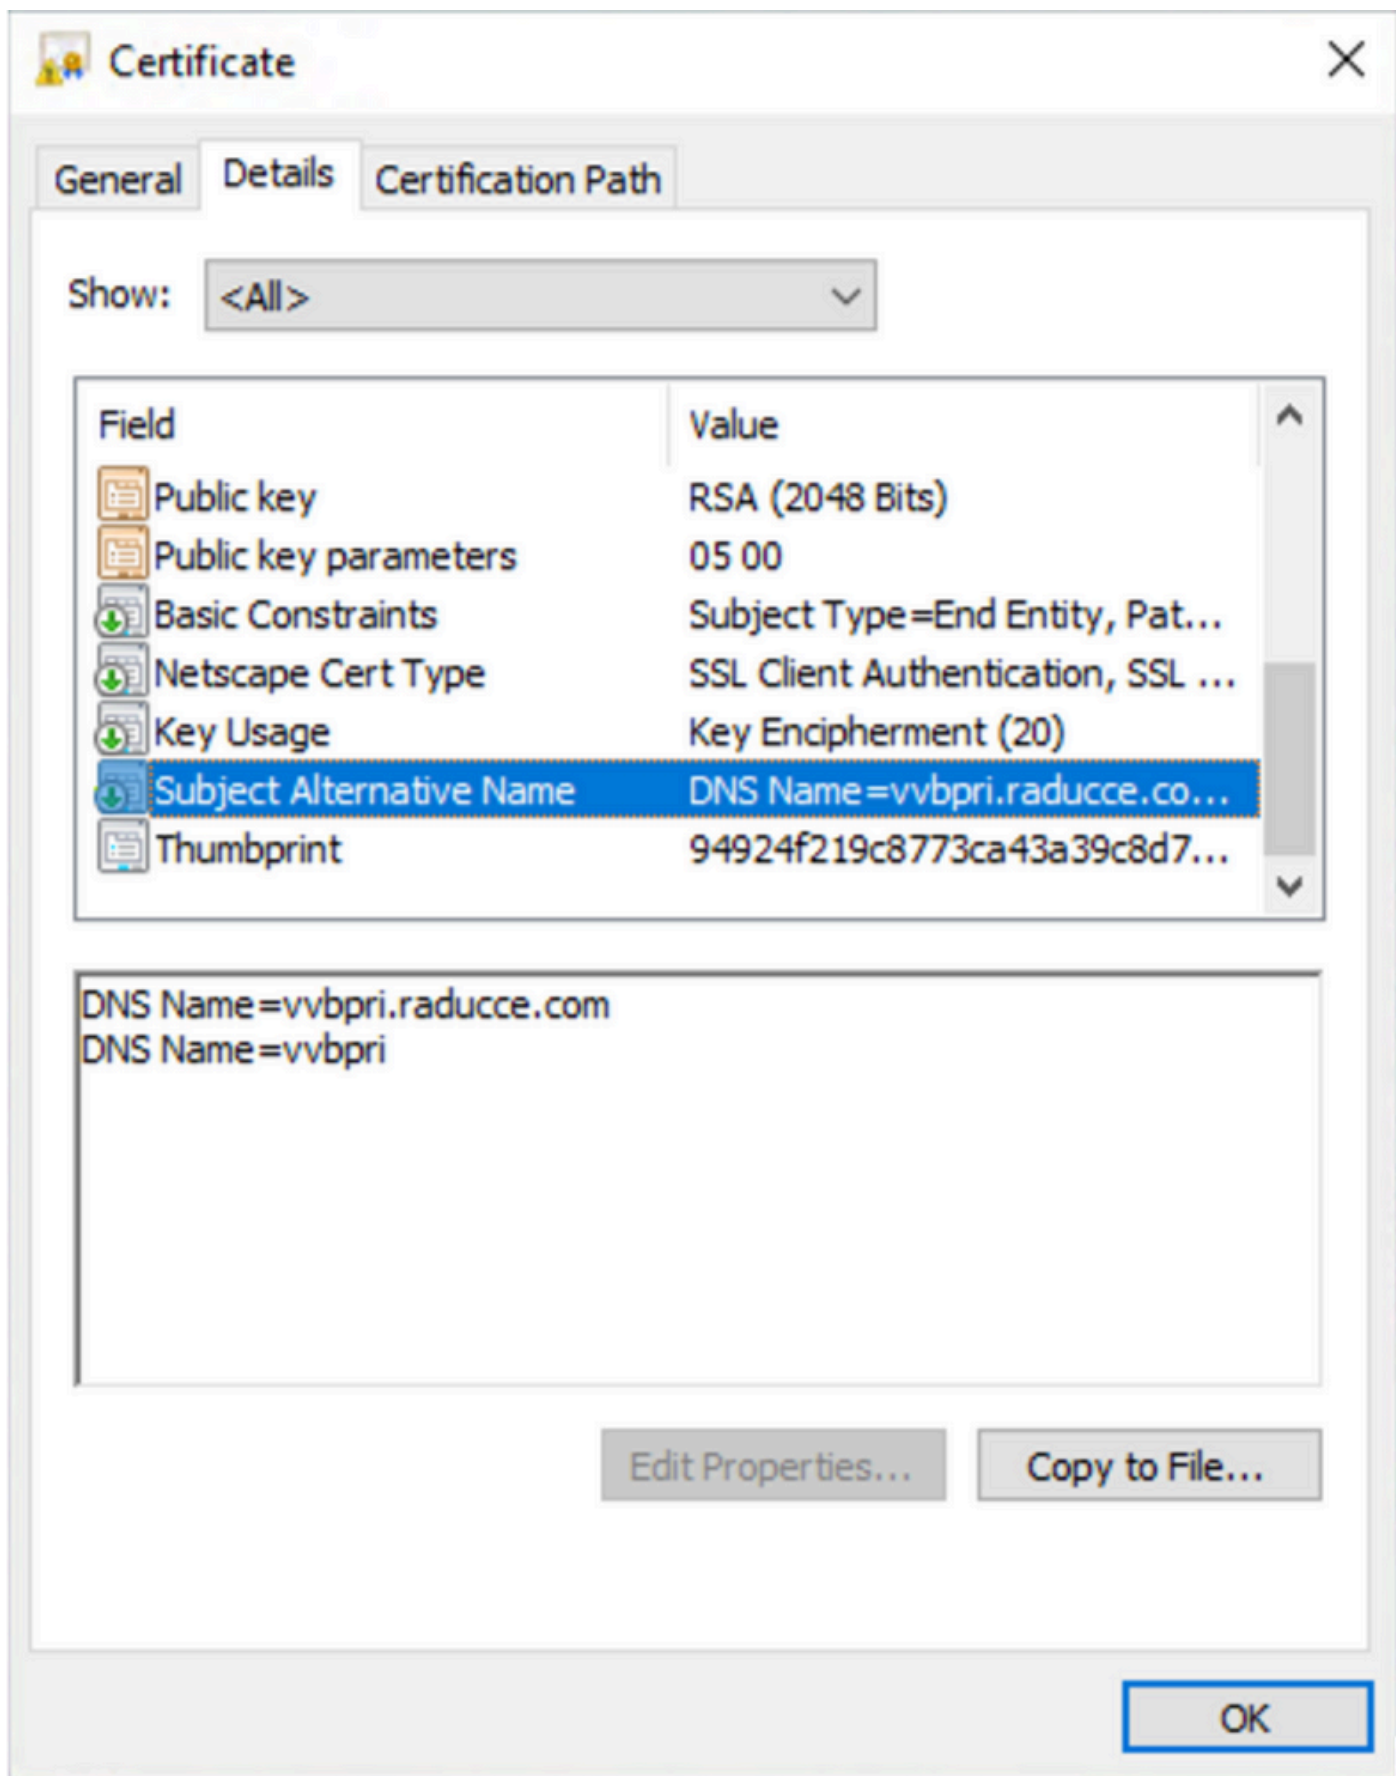 Certificate
General Details Certification Path
Show: <All>
Field Value
Public key RSA (2048 Bits)
Public key parameters 05 00
Basic Constraints Subject Type=End Entity, Pat...
Netscape Cert Type SSL Client Authentication, SSL ...
Key Usage Key Encipherment (20)
Subject Alternative Name DNS Name=vvbpri.raducce.co...
Thumbprint 94924f219c8773ca43a39c8d7...
DNS Name=vvbpri.raducce.com
DNS Name=vvbpri
Edit Properties... Copy to File...
OK